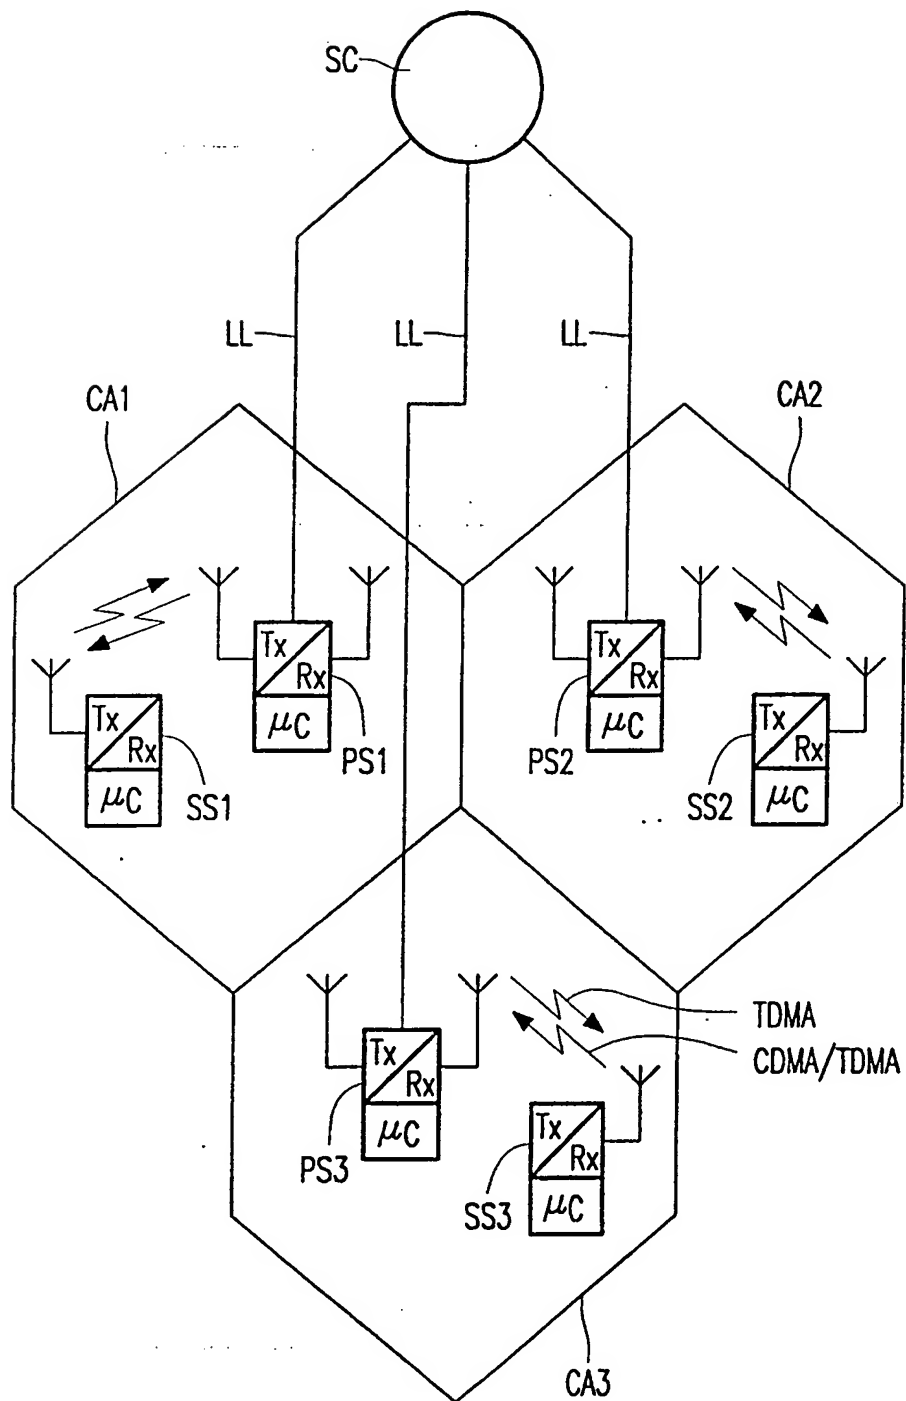 SC
LL LL LL
CA1
CA2
Tx
Rx
μC
PS1
Tx
Rx
μC
SS1
Tx
Rx
μC
PS2
Tx
Rx
μC
SS2
TDMA
CDMA/TDMA
Tx
Rx
μC
PS3
Tx
Rx
μC
SS3
CA3